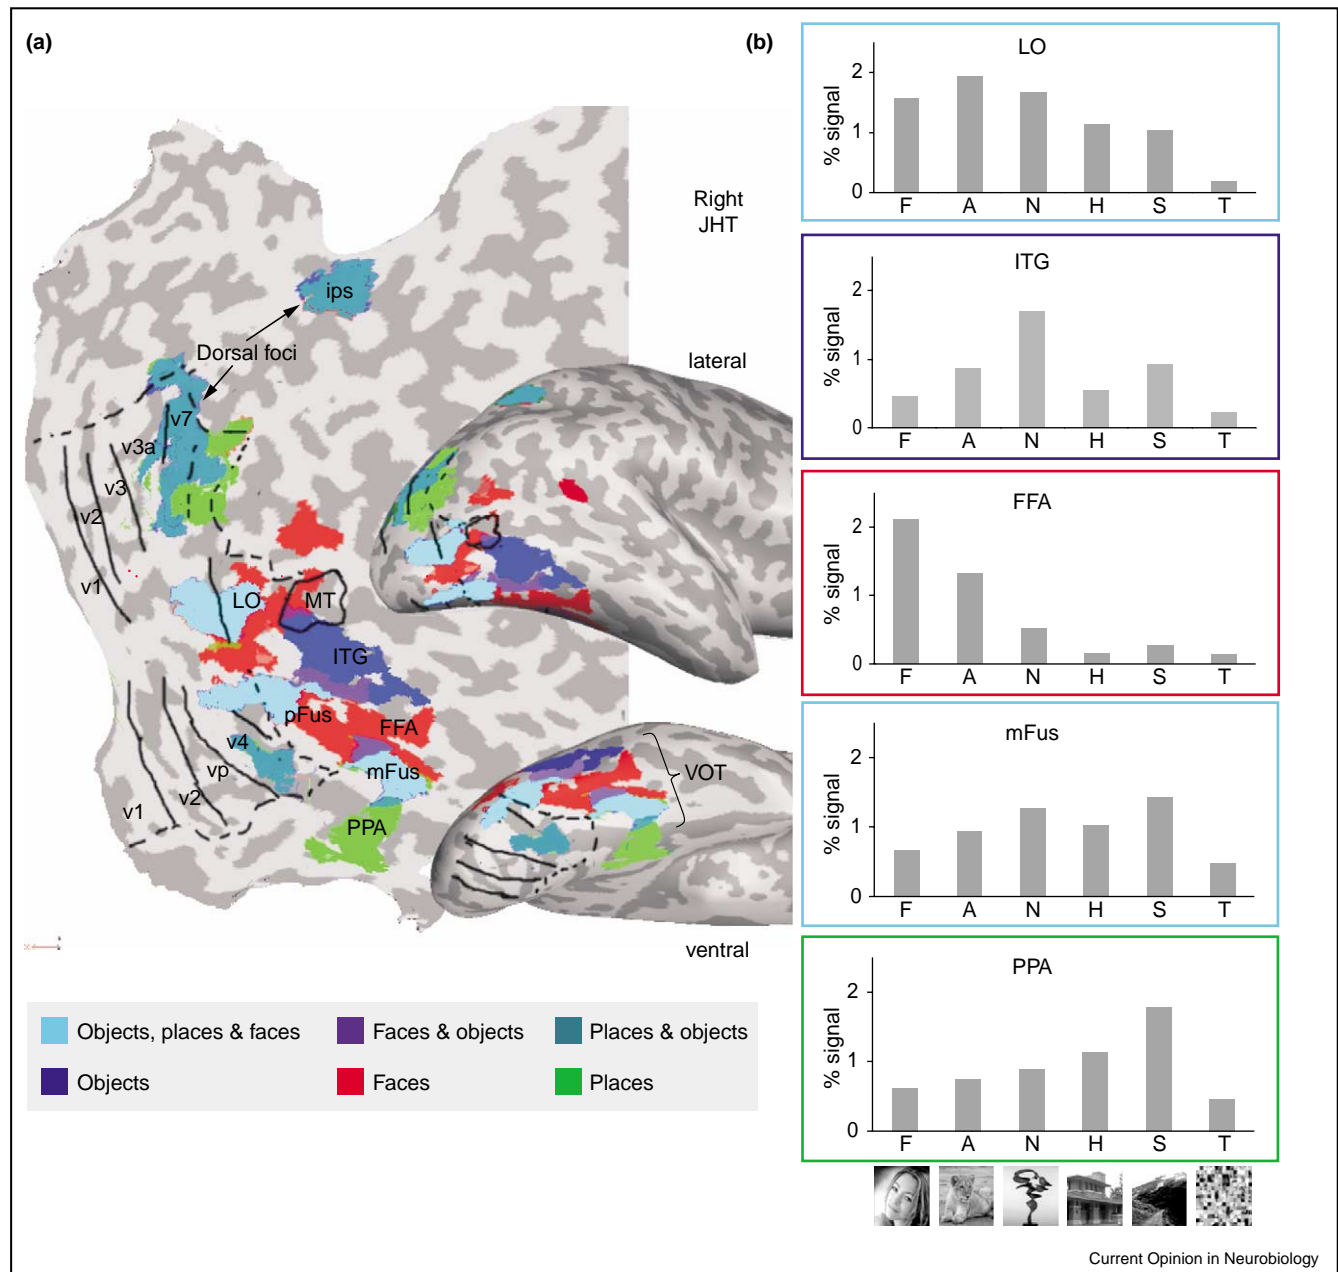 (a)
Right
JHT
ips
Dorsal foci
lateral
v7
v3a
v3
v2
v1
LO
MT
ITG
pFus
FFA
v4
mFus
vp
VOT
v1
v2
PPA
ventral
Objects, places & faces
Faces & objects
Places & objects
Objects
Faces
Places
(b)
LO
% signal
2
1
0
F A N H S T
ITG
% signal
2
1
0
F A N H S T
FFA
% signal
2
1
0
F A N H S T
mFus
% signal
2
1
0
F A N H S T
PPA
% signal
2
1
0
F A N H S T
Current Opinion in Neurobiology